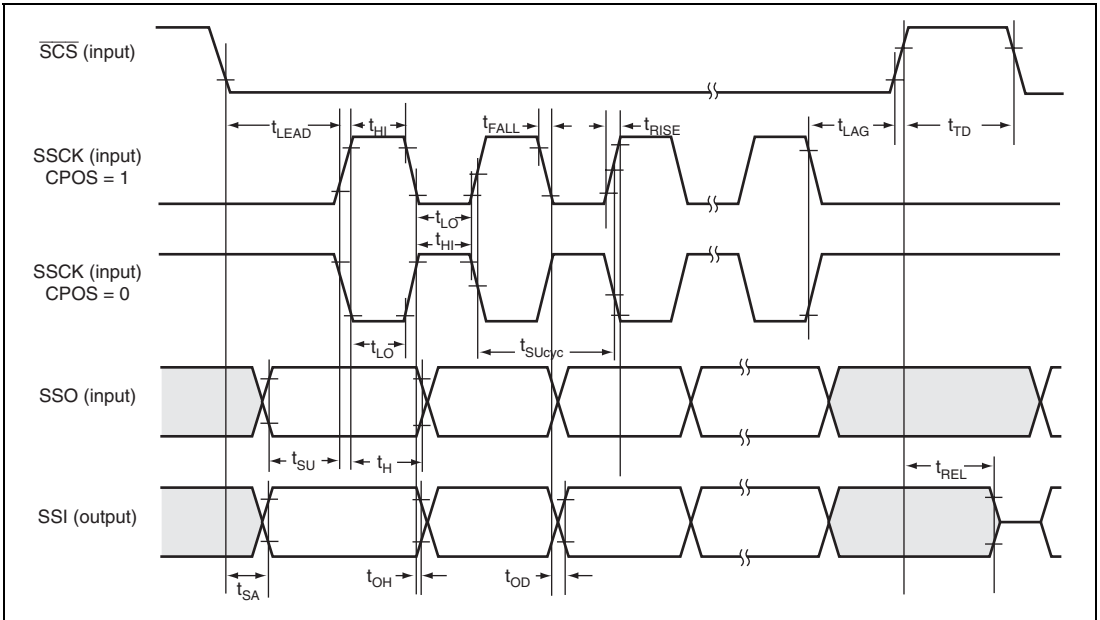 SCS (input)
tLEAD
tHI
tFALL
tRISE
tLAG
tTD
SSCK (input)
CPOS = 1
tLO
tHI
SSCK (input)
CPOS = 0
tLO
tSUcyc
SSO (input)
tSU
tH
tREL
SSI (output)
tSA
tOH
tOD